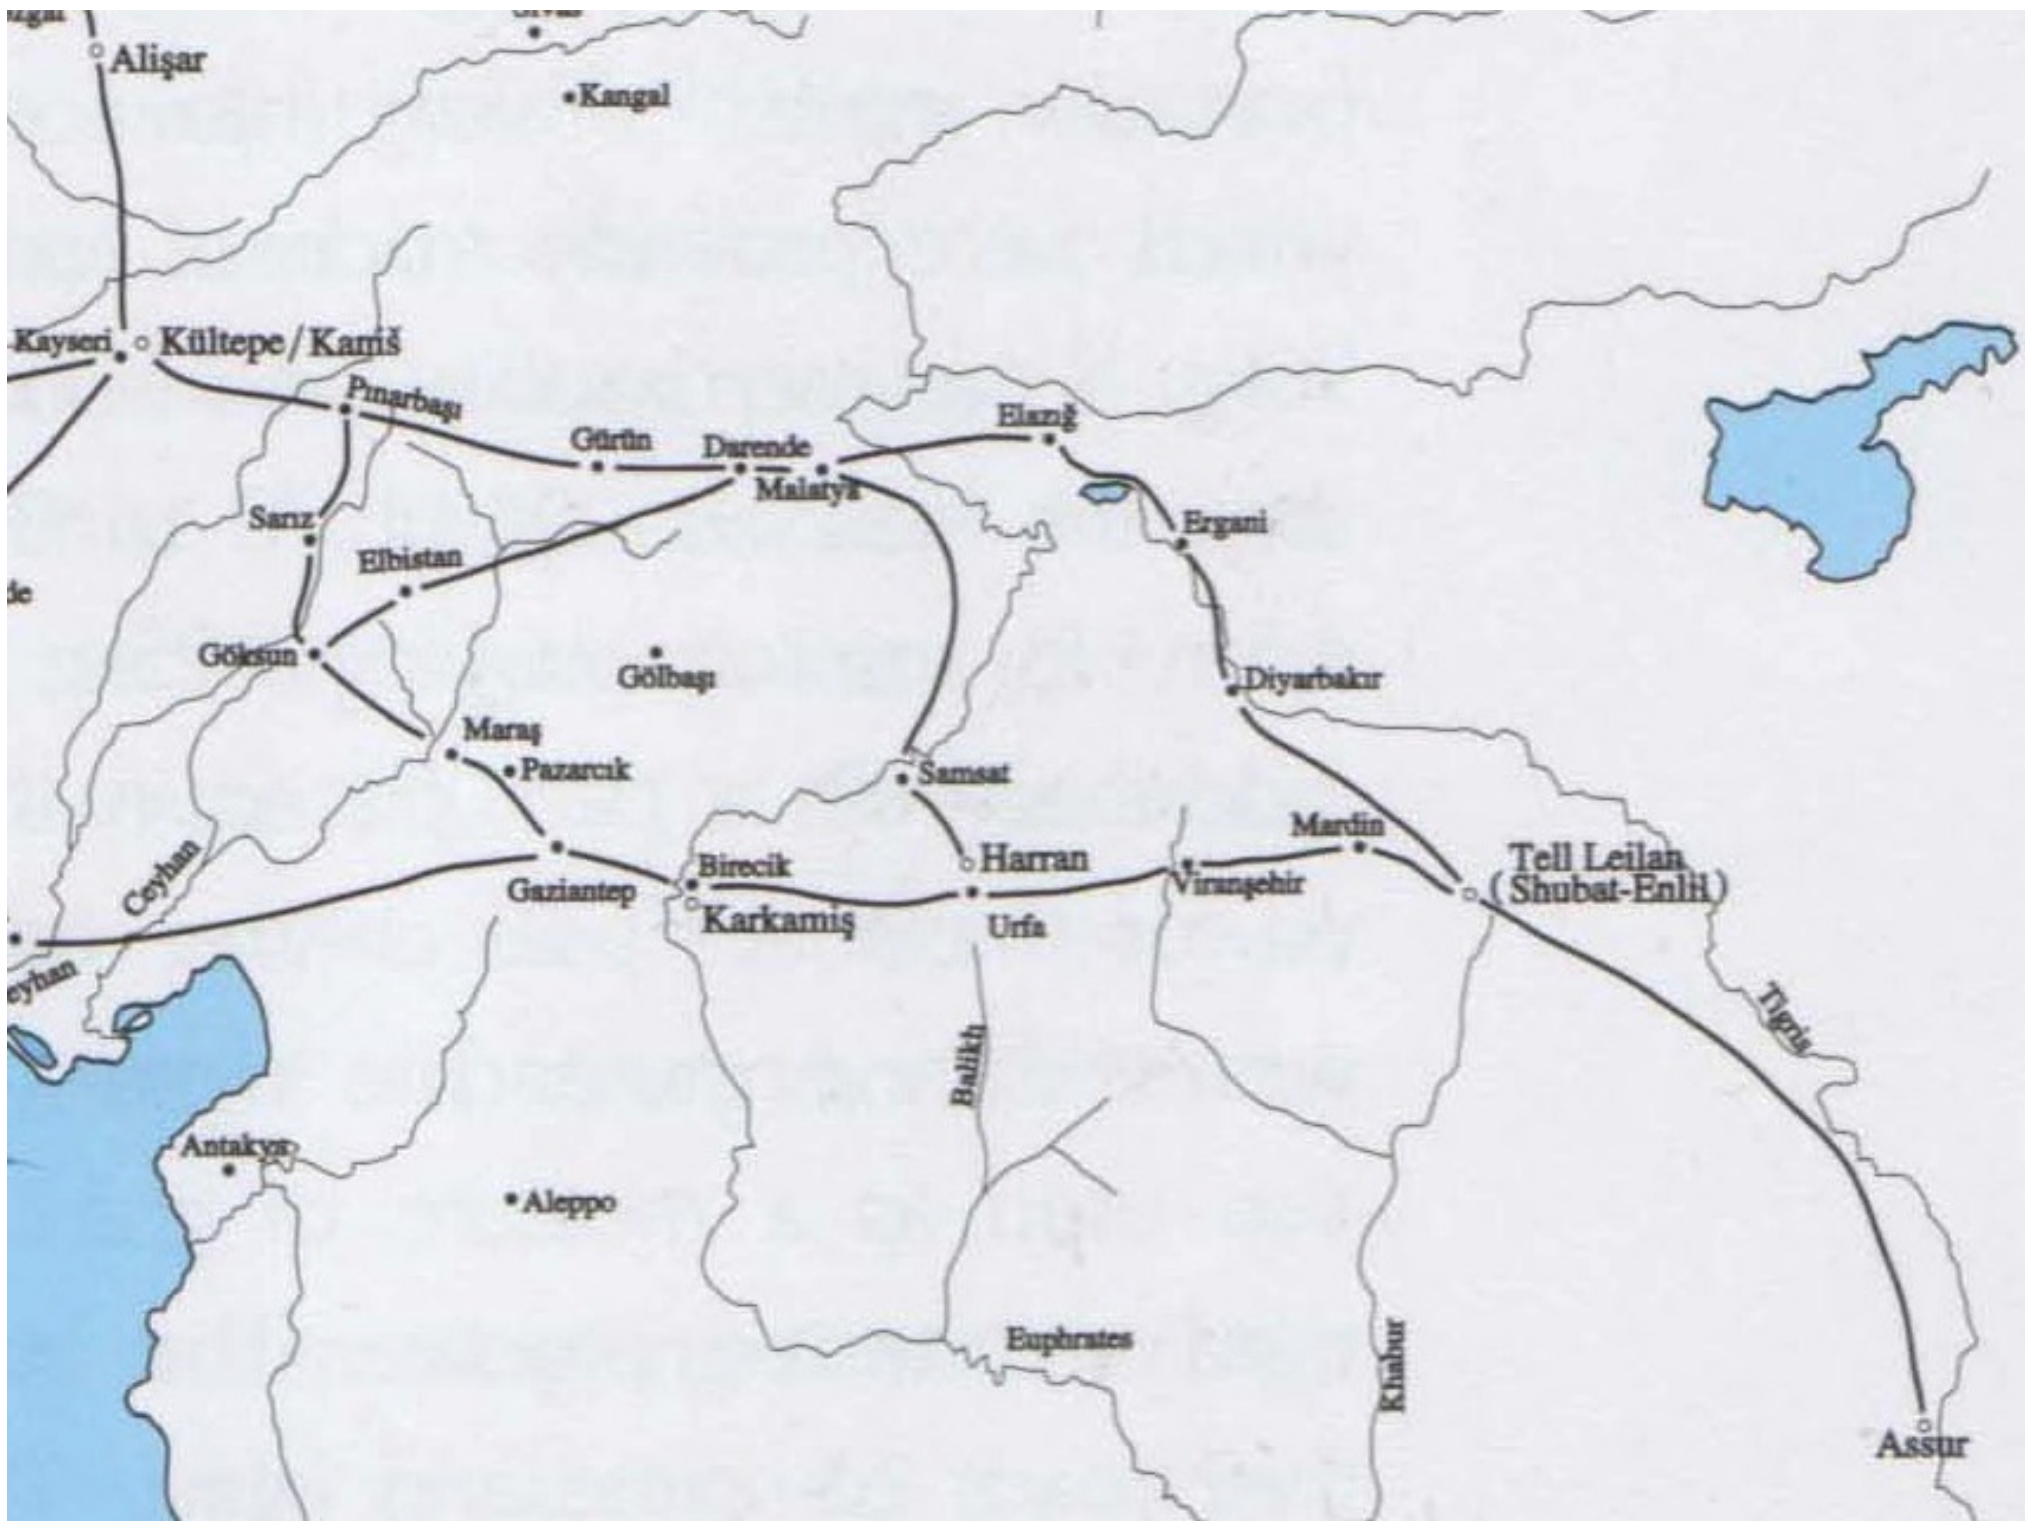 Alişar
Kangal
Kayseri
Kültepe/Kaniš
Pınarbaşı
Elazığ
Gürün
Darende
Malatya
Sarız
Ergani
Elbistan
de
Göksun
Gölbaşı
Diyarbakır
Maraş
Pazarcık
Samsat
Mardin
Harran
Tell Leilan
(Shubat-Enlil)
Birecik
Viranşehir
Ceyhan
Gaziantep
Karkamiş
Urfa
eyhan
Tigris
Balikh
Antakya
Aleppo
Euphrates
Khabur
Assur